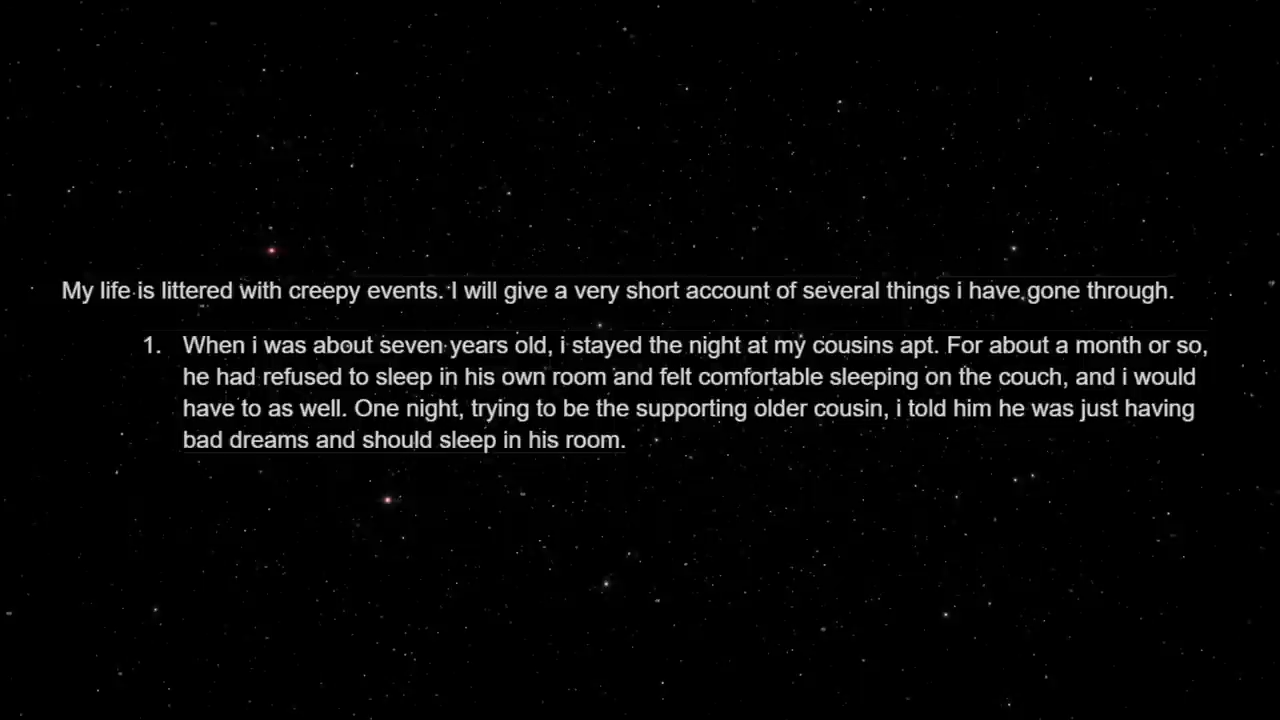 My life is littered with creepy events. I will give a very short account of several things i have gone through.
1. When i was about seven years old, i stayed the night at my cousins apt. For about a month or so,
he had refused to sleep in his own room and felt comfortable sleeping on the couch, and i would
have to as well. One night, trying to be the supporting older cousin, i told him he was just having
bad dreams and should sleep in his room.